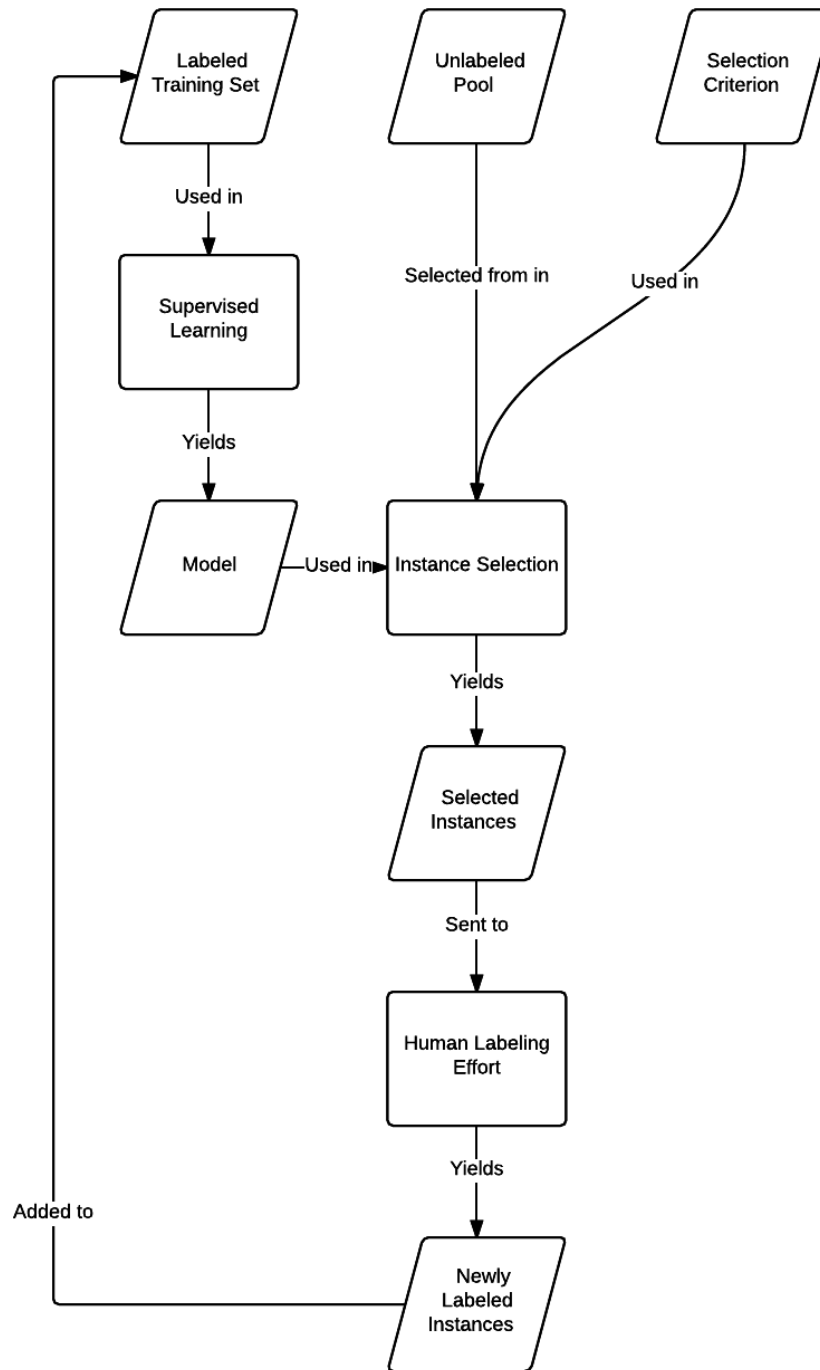 Labeled
Training Set
Unlabeled
Pool
Selection
Criterion
Used in
Selected from in
Used in
Supervised
Learning
Yields
Model
Used in
Instance Selection
Yields
Selected
Instances
Sent to
Human Labeling
Effort
Yields
Added to
Newly
Labeled
Instances